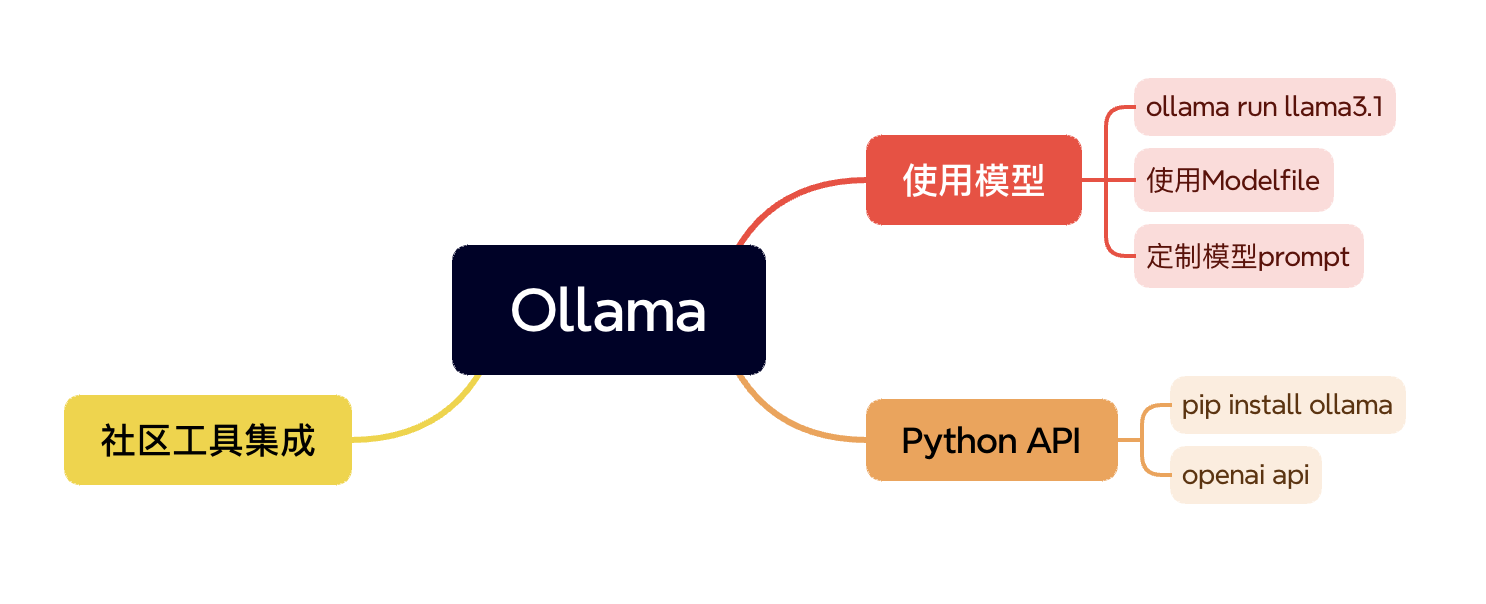 Ollama
使用模型
ollama run llama3.1
使用Modelfile
定制模型prompt
Python API
pip install ollama
openai api
社区工具集成